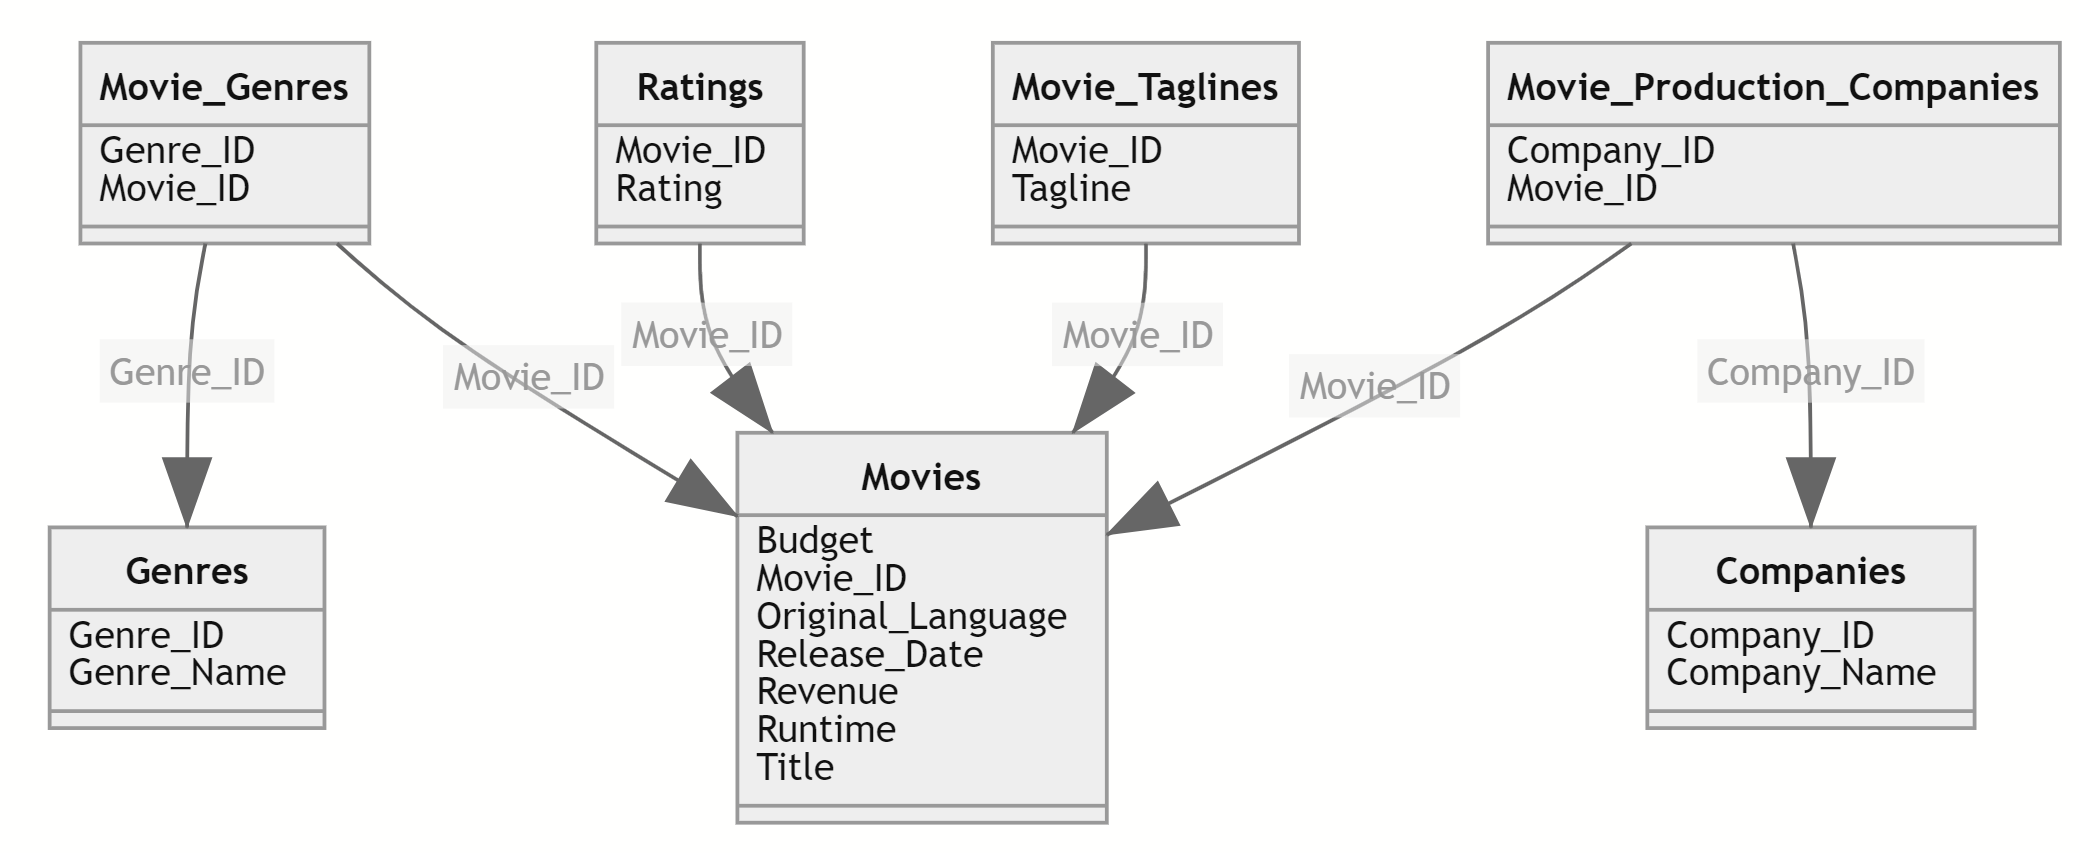 Movie_Genres
Genre_ID
Movie_ID
Ratings
Movie_ID
Rating
Movie_Taglines
Movie_ID
Tagline
Movie_Production_Companies
Company_ID
Movie_ID
Genre_ID
Movie_ID
Movie_ID
Movie_ID
Movie_ID
Company_ID
Genres
Genre_ID
Genre_Name
Movies
Budget
Movie_ID
Original_Language
Release_Date
Revenue
Runtime
Title
Companies
Company_ID
Company_Name